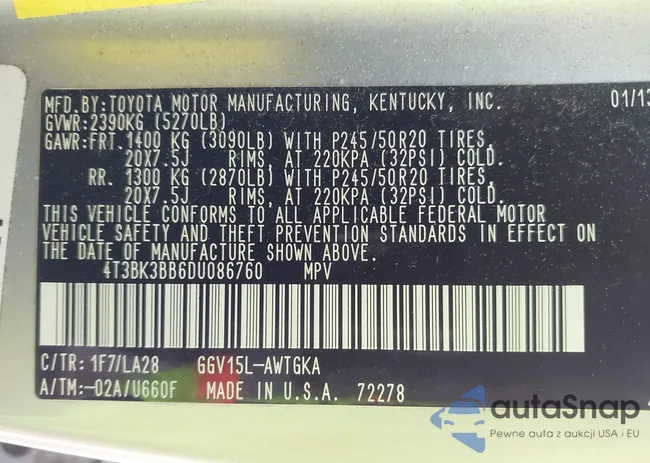 MFD.BY:TOYOTA MOTOR MANUFACTURING, KENTUCKY, INC. 01/13
GVWR:2390KG (5270LB)
GAWR:FRT.1400 KG (3090LB) WITH P245/50R20 TIRES,
20X7.5J RIMS, AT 220KPA (32PSI) COLD.
RR. 1300 KG (2870LB) WITH P245/50R20 TIRES,
20X7.5J RIMS, AT 220KPA (32PSI) COLD.
THIS VEHICLE CONFORMS TO ALL APPLICABLE FEDERAL MOTOR
VEHICLE SAFETY AND THEFT PREVENTION STANDARDS IN EFFECT ON
THE DATE OF MANUFACTURE SHOWN ABOVE.
4T3BK3BB6DU086760 MPV
C/TR: 1F7/LA28 GGV15L-AWTGKA
A/TM:-02A/U660F MADE IN U.S.A. 72278
autaSnap
Pewne auta z aukcji USA i EU